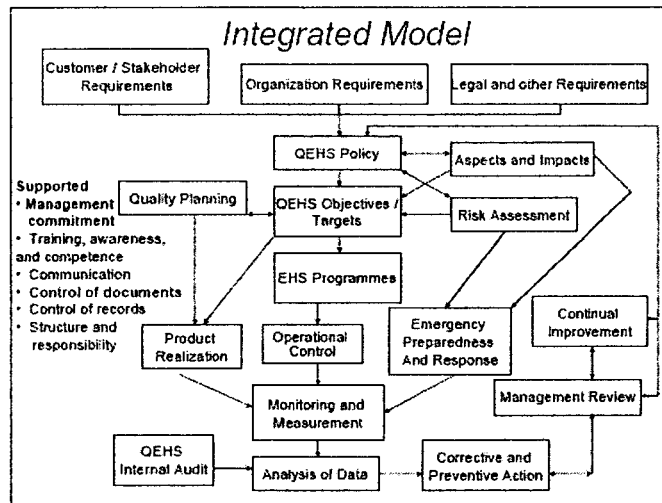 Integrated Model
Customer / Stakeholder
Requirements
Organization Requirements
Legal and other Requirements
QEHS Policy
Aspects and Impacts
Supported
• Management
commitment
• Training, awareness,
and competence
• Communication
• Control of documents
• Control of records
• Structure and
responsibility
Quality Planning
QEHS Objectives /
Targets
Risk Assessment
EHS Programmes
Product
Realization
Operational
Control
Emergency
Preparedness
And Response
Continual
Improvement
Monitoring and
Measurement
Management Review
QEHS
Internal Audit
Analysis of Data
Corrective and
Preventive Action